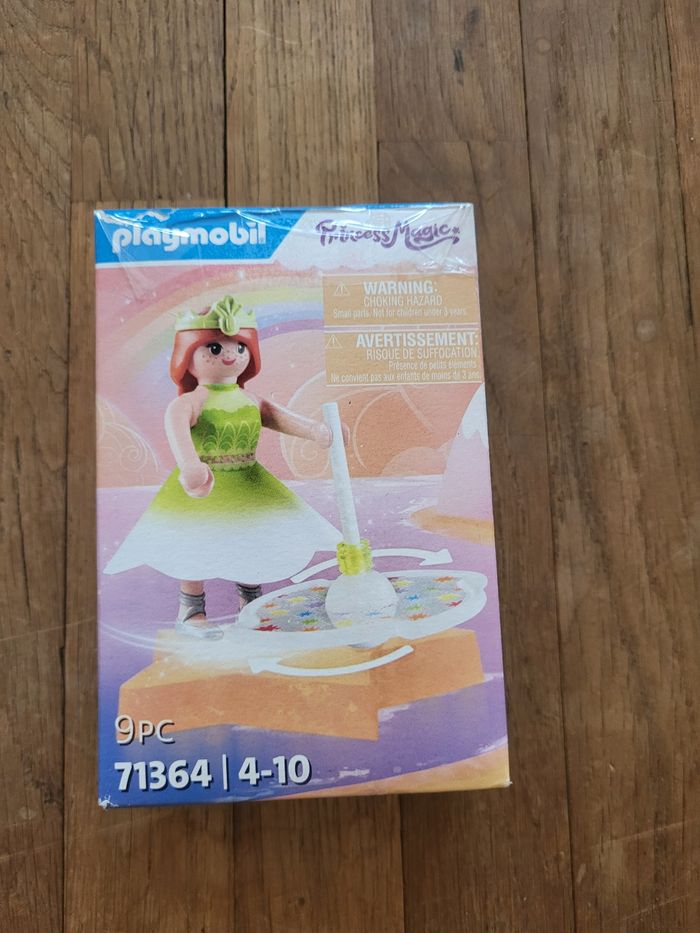 playmobil
Princess Magic
WARNING:
CHOKING HAZARD
Small parts. Not for children under 3 years.
AVERTISSEMENT:
RISQUE DE SUFFOCATION.
Présence de petits éléments.
Ne convient pas aux enfants de moins de 3 ans.
9PC
71364 | 4-10